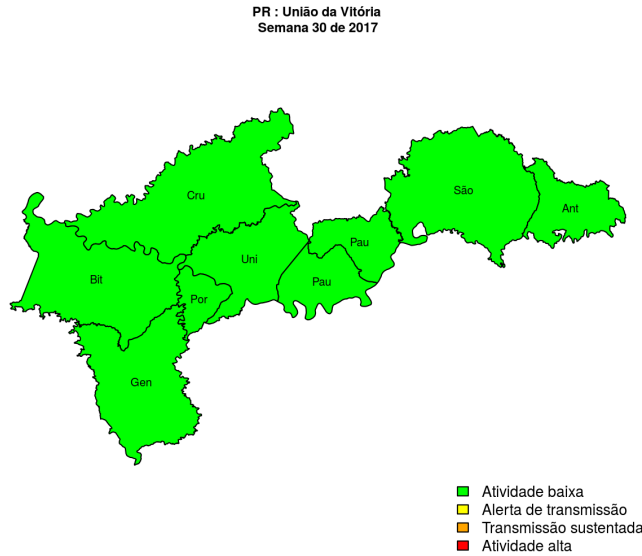 PR : União da Vitória
Semana 30 de 2017
Cru
São
Ant
Pau
Uni
Bit
Pau
Por
Gen
Atividade baixa
Alerta de transmissão
Transmissão sustentada
Atividade alta